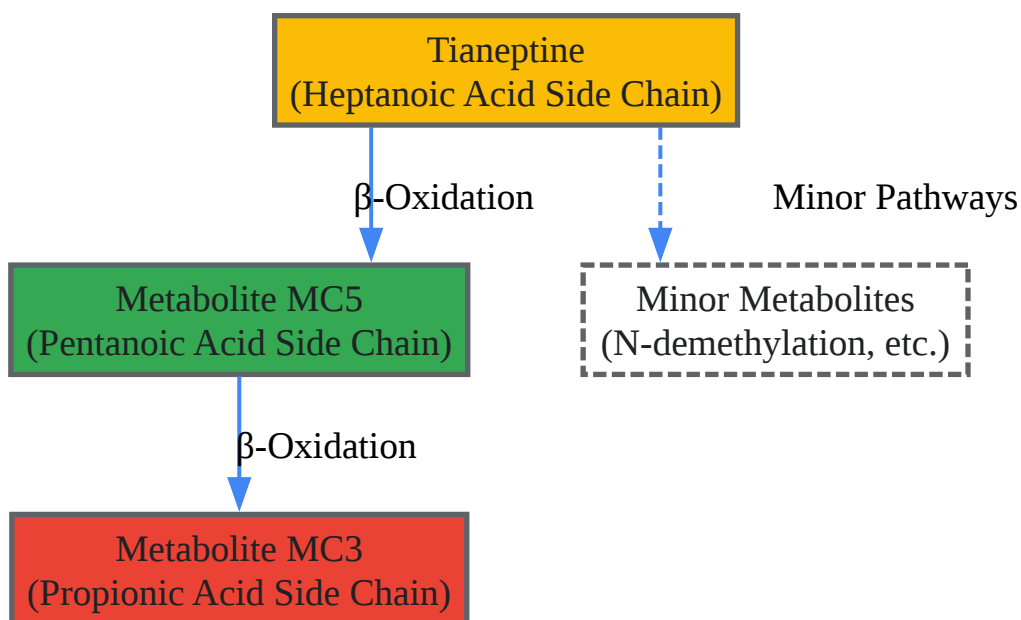 Tianeptine
(Heptanoic Acid Side Chain)
β-Oxidation
Minor Pathways
Metabolite MC5
(Pentanoic Acid Side Chain)
Minor Metabolites
(N-demethylation, etc.)
β-Oxidation
Metabolite MC3
(Propionic Acid Side Chain)